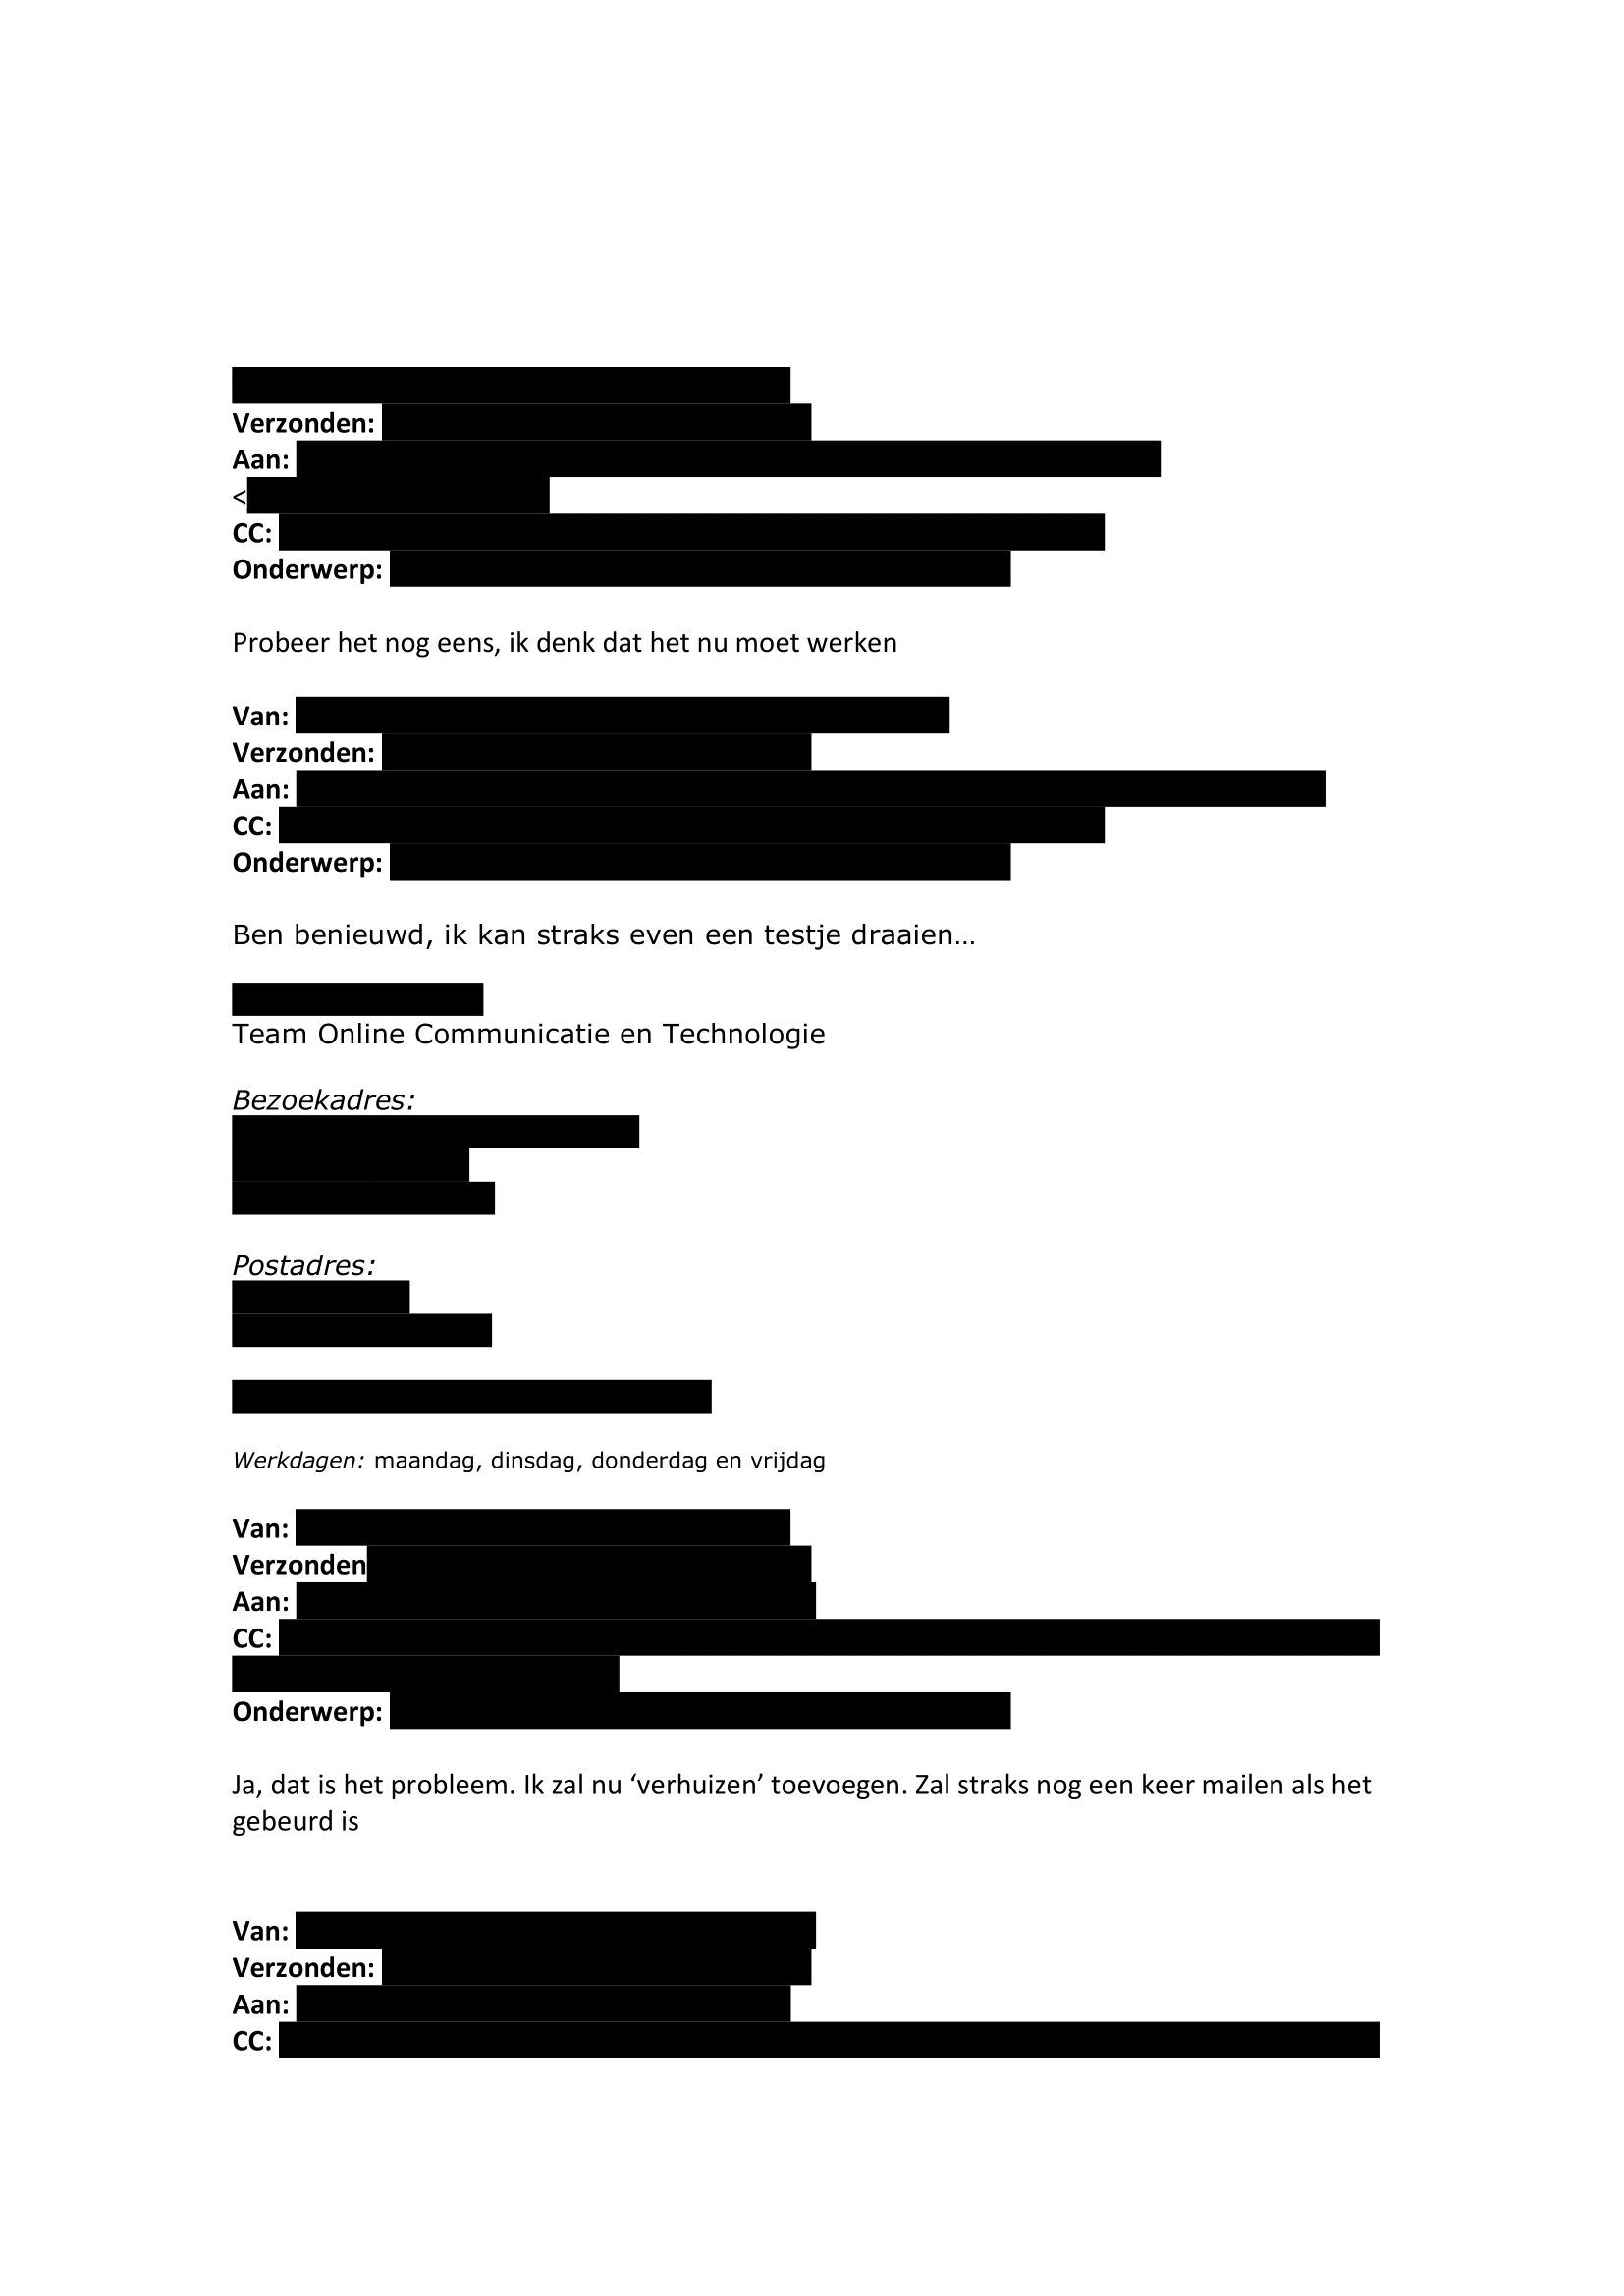 Verzonden:
Aan:
<
CC:
Onderwerp:
Probeer het nog eens, ik denk dat het nu moet werken
Van:
Verzonden:
Aan:
CC:
Onderwerp:
Ben benieuwd, ik kan straks even een testje draaien…
Team Online Communicatie en Technologie
Bezoekadres:
Postadres:
Werkdagen: maandag, dinsdag, donderdag en vrijdag
Van:
Verzonden
Aan:
CC:
Onderwerp:
Ja, dat is het probleem. Ik zal nu ‘verhuizen’ toevoegen. Zal straks nog een keer mailen als het
gebeurd is
Van:
Verzonden:
Aan:
CC: